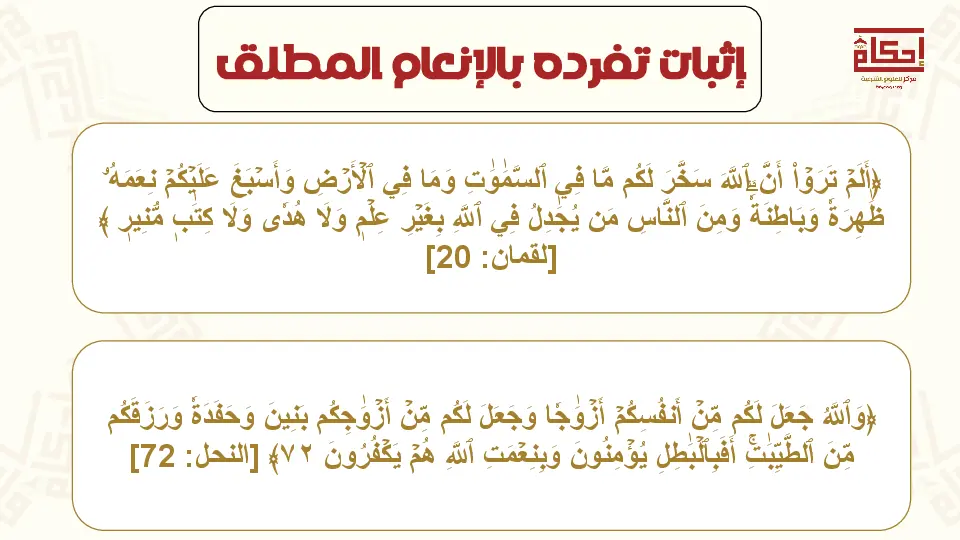 إثبات تفرده بالإنعام المطلق
إحكام
مركز للعلوم الشرعية
﴿أَلَمۡ تَرَوۡاْ أَنَّ ٱللَّهَ سَخَّرَ لَكُم مَّا فِي ٱلسَّمَٰوَٰتِ وَمَا فِي ٱلۡأَرۡضِ وَأَسۡبَغَ عَلَيۡكُمۡ نِعَمَهُۥ
ظَٰهِرَةٗ وَبَاطِنَةٗۗ وَمِنَ ٱلنَّاسِ مَن يُجَٰدِلُ فِي ٱللَّهِ بِغَيۡرِ عِلۡمٖ وَلَا هُدٗى وَلَا كِتَٰبٖ مُّنِيرٖ ﴾
[لقمان: 20]
﴿وَٱللَّهُ جَعَلَ لَكُم مِّنۡ أَنفُسِكُمۡ أَزۡوَٰجٗا وَجَعَلَ لَكُم مِّنۡ أَزۡوَٰجِكُم بَنِينَ وَحَفَدَةٗ وَرَزَقَكُم
مِّنَ ٱلطَّيِّبَٰتِۚ أَفَبِٱلۡبَٰطِلِ يُؤۡمِنُونَ وَبِنِعۡمَتِ ٱللَّهِ هُمۡ يَكۡفُرُونَ ٧٢﴾ [النحل: 72]